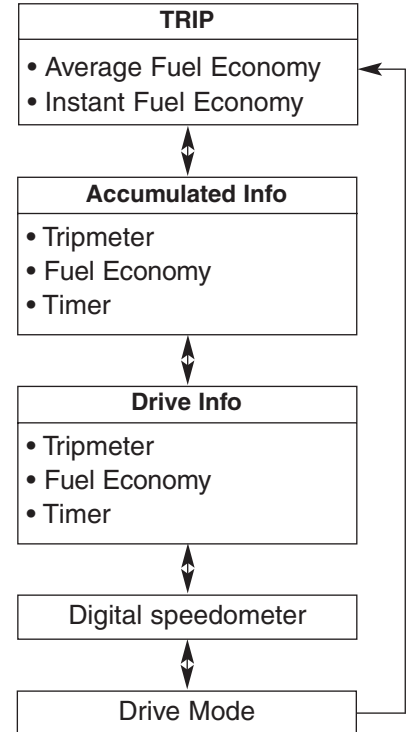 TRIP
• Average Fuel Economy
• Instant Fuel Economy
Accumulated Info
• Tripmeter
• Fuel Economy
• Timer
Drive Info
• Tripmeter
• Fuel Economy
• Timer
Digital speedometer
Drive Mode